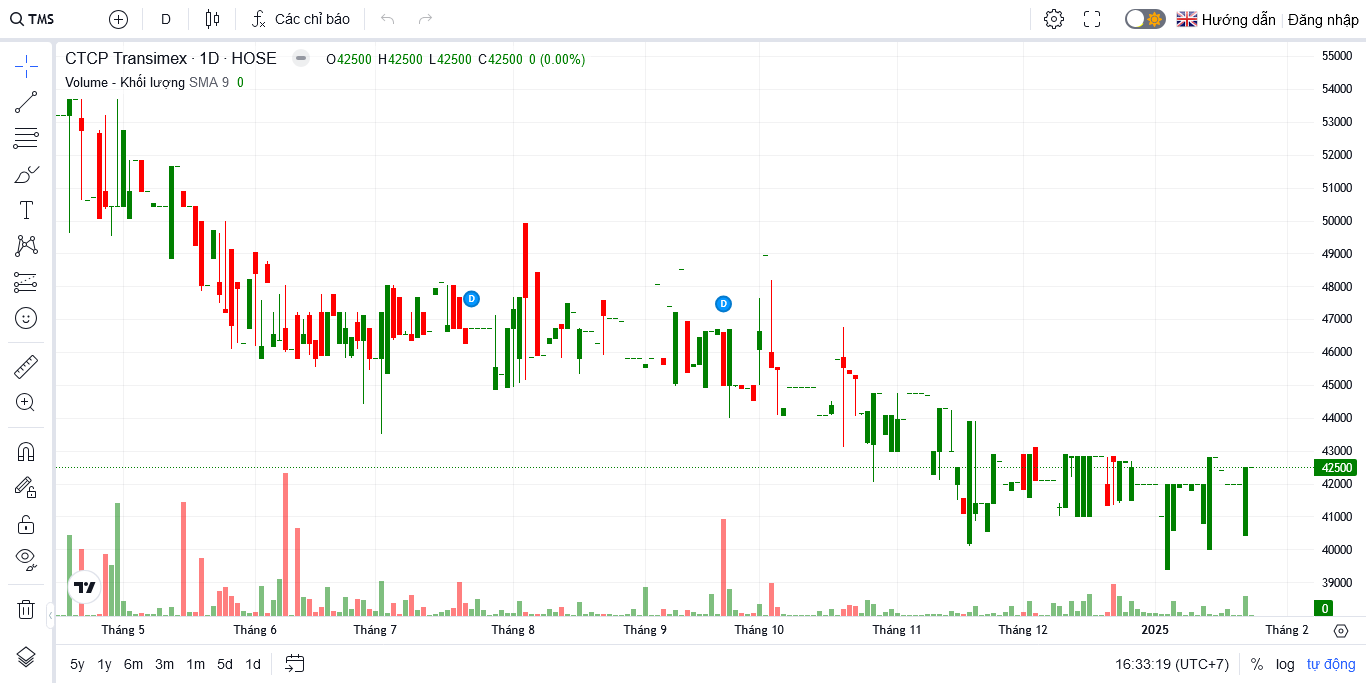 TMS D Các chỉ báo Hướng dẫn Đăng nhập
CTCP Transimex · 1D · HOSE O42500 H42500 L42500 C42500 0 (0.00%)
Volume - Khối lượng SMA 9 0
55000
54000
53000
52000
51000
50000
49000
48000
47000
46000
45000
44000
43000
42500
42000
41000
40000
39000
0
D
D
Tháng 5 Tháng 6 Tháng 7 Tháng 8 Tháng 9 Tháng 10 Tháng 11 Tháng 12 2025 Tháng 2
5y 1y 6m 3m 1m 5d 1d 16:33:19 (UTC+7) % log tự động